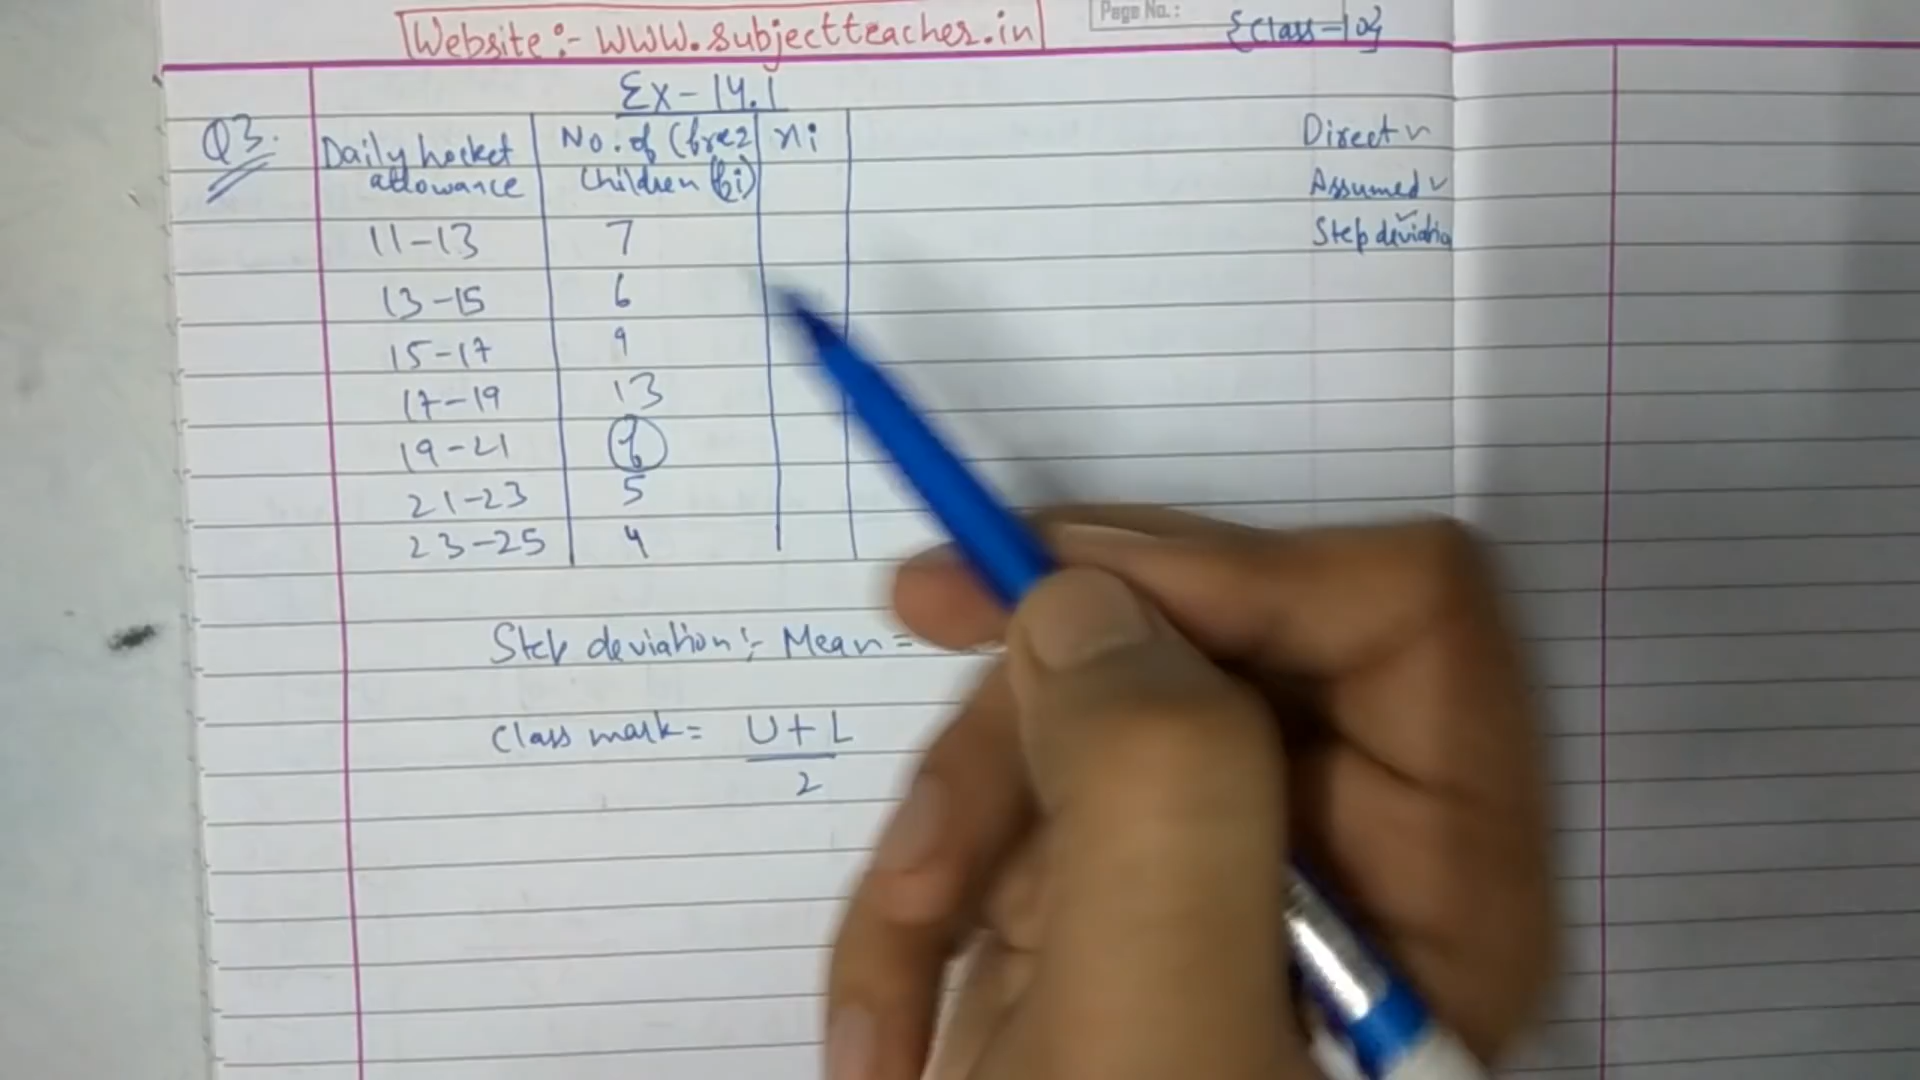 Website:- WWW.subjectteacher.in
Page No.:
{Class-10}
Ex-14.1
Q3.
Daily pocket allowance
No. of (freq
Children (fi)
xi
11-13 7
13-15 6
15-17 9
17-19 13
19-21 f
21-23 5
23-25 4
Direct ✓
Assumed ✓
Step deviatio
Step deviation:- Mean =
Class mark = U+L
2